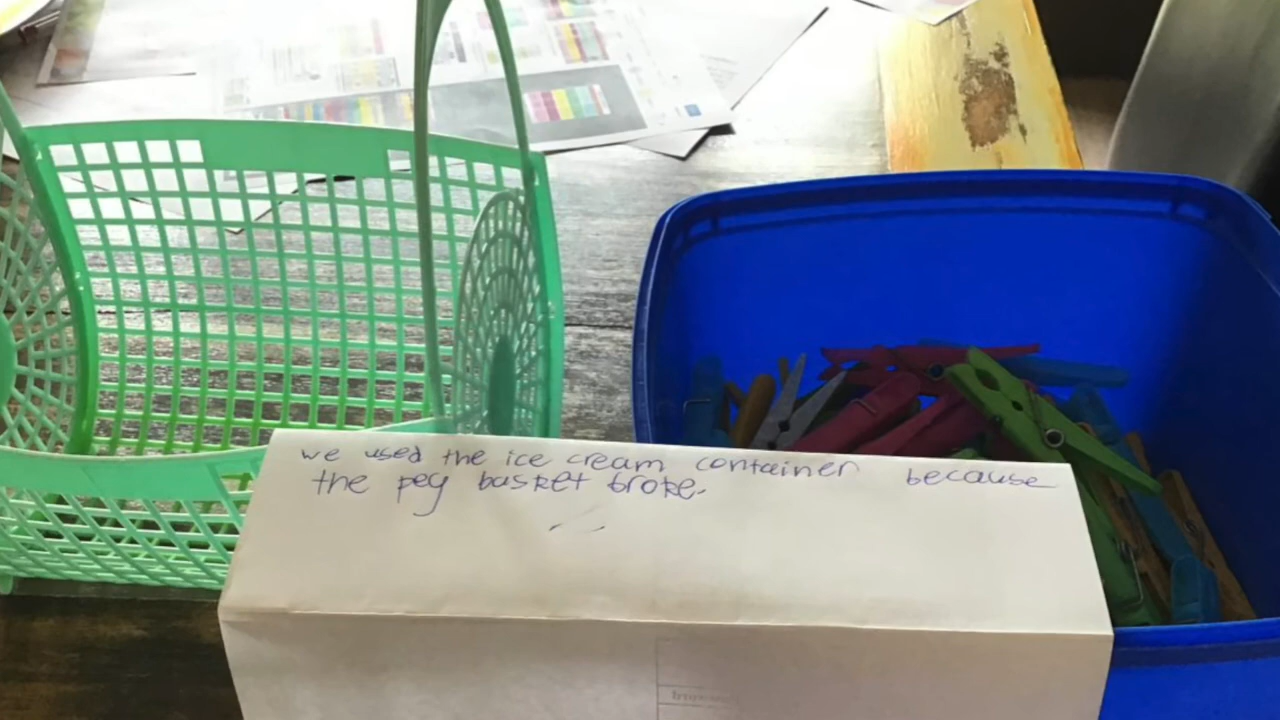 we used the ice cream container because
the peg basket broke.